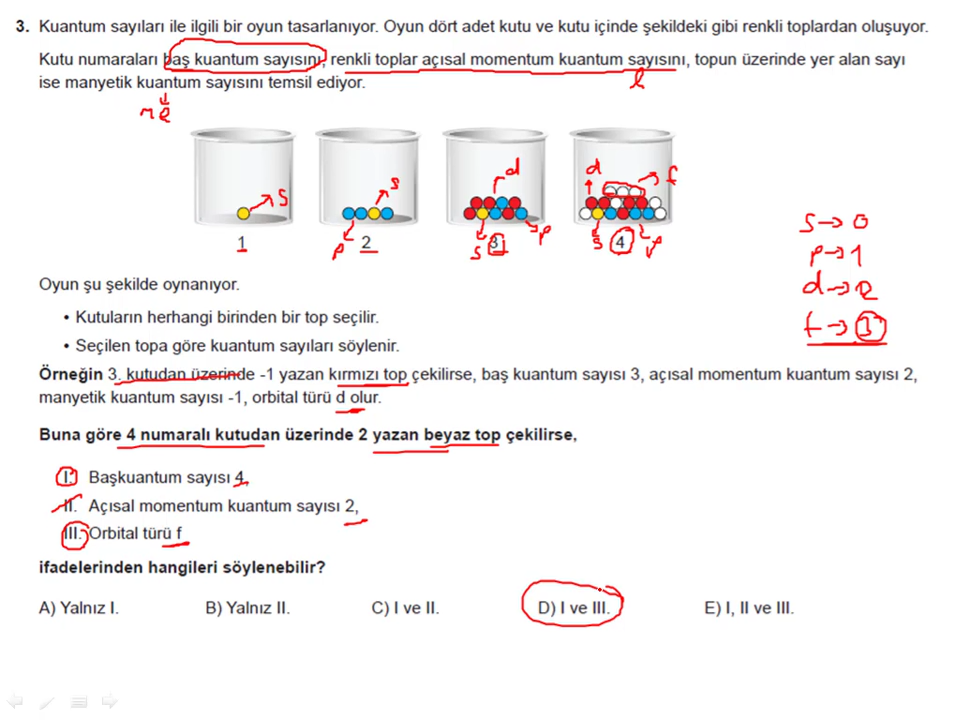 3. Kuantum sayıları ile ilgili bir oyun tasarlanıyor. Oyun dört adet kutu ve kutu içinde şekildeki gibi renkli toplardan oluşuyor.
Kutu numaraları baş kuantum sayısını, renkli toplar açısal momentum kuantum sayısını, topun üzerinde yer alan sayı
l
ise manyetik kuantum sayısını temsil ediyor.
S s d d f
p s p s p
1 2 3 4
S→0
p→1
d→2
f→3
Oyun şu şekilde oynanıyor.
• Kutuların herhangi birinden bir top seçilir.
• Seçilen topa göre kuantum sayıları söylenir.
Örneğin 3. kutudan üzerinde -1 yazan kırmızı top çekilirse, baş kuantum sayısı 3, açısal momentum kuantum sayısı 2,
manyetik kuantum sayısı -1, orbital türü d olur.
Buna göre 4 numaralı kutudan üzerinde 2 yazan beyaz top çekilirse,
I. Başkuantum sayısı 4,
II. Açısal momentum kuantum sayısı 2,
III. Orbital türü f
ifadelerinden hangileri söylenebilir?
A) Yalnız I. B) Yalnız II. C) I ve II. D) I ve III. E) I, II ve III.